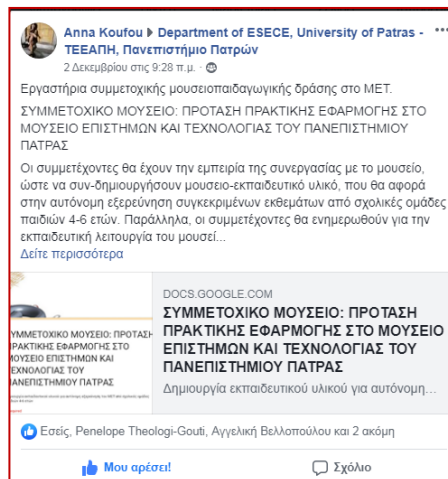 Anna Koufou ▸ Department of ESECE, University of Patras -
ΤΕΕΑΠΗ, Πανεπιστήμιο Πατρών
2 Δεκεμβρίου στις 9:28 π.μ. ·
Εργαστήρια συμμετοχικής μουσειοπαιδαγωγικής δράσης στο ΜΕΤ.
ΣΥΜΜΕΤΟΧΙΚΟ ΜΟΥΣΕΙΟ: ΠΡΟΤΑΣΗ ΠΡΑΚΤΙΚΗΣ ΕΦΑΡΜΟΓΗΣ ΣΤΟ
ΜΟΥΣΕΙΟ ΕΠΙΣΤΗΜΩΝ ΚΑΙ ΤΕΧΝΟΛΟΓΙΑΣ ΤΟΥ ΠΑΝΕΠΙΣΤΗΜΙΟΥ
ΠΑΤΡΑΣ
Οι συμμετέχοντες θα έχουν την εμπειρία της συνεργασίας με το μουσείο,
ώστε να συν-δημιουργήσουν μουσειο-εκπαιδευτικό υλικό, που θα αφορά
στην αυτόνομη εξερεύνηση συγκεκριμένων εκθεμάτων από σχολικές ομάδες
παιδιών 4-6 ετών. Παράλληλα, οι συμμετέχοντες θα ενημερωθούν για την
εκπαιδευτική λειτουργία του μουσεί...
Δείτε περισσότερα
ΥΜΜΕΤΟΧΙΚΟ ΜΟΥΣΕΙΟ: ΠΡΟΤΑΣΗ
ΠΡΑΚΤΙΚΗΣ ΕΦΑΡΜΟΓΗΣ ΣΤΟ
ΜΟΥΣΕΙΟ ΕΠΙΣΤΗΜΩΝ ΚΑΙ
ΤΕΧΝΟΛΟΓΙΑΣ ΤΟΥ
ΠΑΝΕΠΙΣΤΗΜΙΟΥ ΠΑΤΡΑΣ
DOCS.GOOGLE.COM
ΣΥΜΜΕΤΟΧΙΚΟ ΜΟΥΣΕΙΟ: ΠΡΟΤΑΣΗ
ΠΡΑΚΤΙΚΗΣ ΕΦΑΡΜΟΓΗΣ ΣΤΟ ΜΟΥΣΕΙΟ
ΕΠΙΣΤΗΜΩΝ ΚΑΙ ΤΕΧΝΟΛΟΓΙΑΣ ΤΟΥ
ΠΑΝΕΠΙΣΤΗΜΙΟΥ ΠΑΤΡΑΣ
Δημιουργία εκπαιδευτικού υλικού για αυτόνομη...
Εσείς, Penelope Theologi-Gouti, Αγγελική Βελλοπούλου και 2 ακόμη
Μου αρέσει!
Σχόλιο